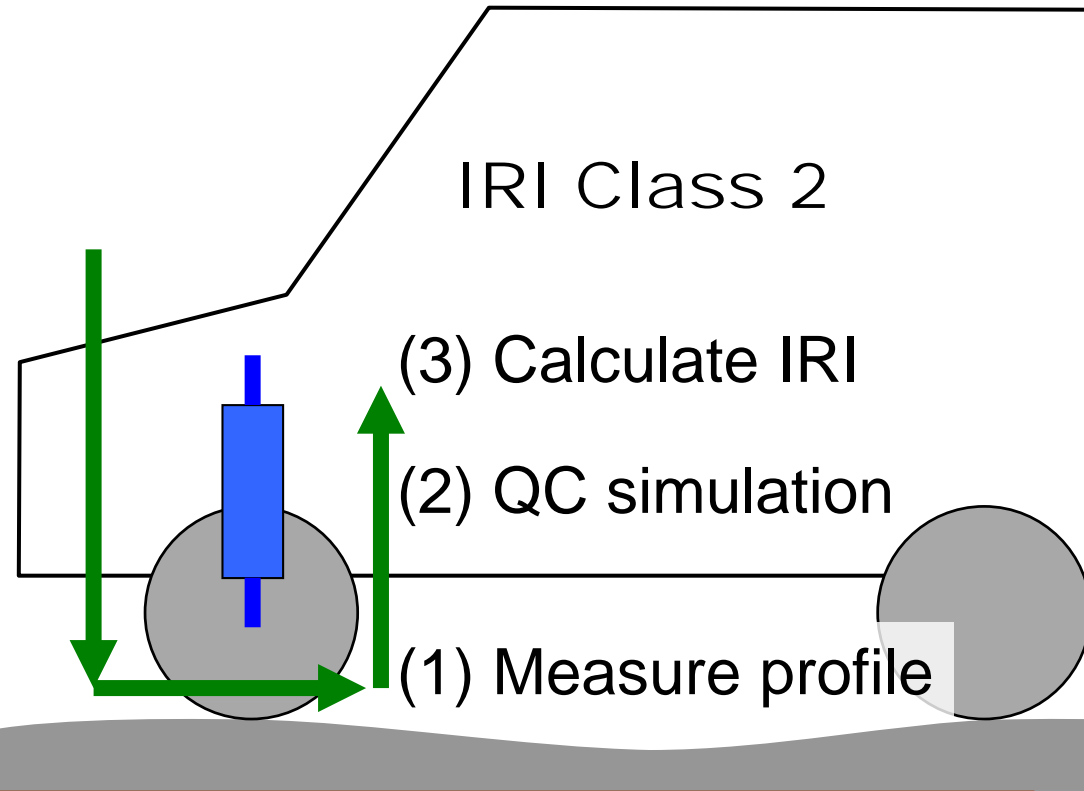 IRI Class 2
(3) Calculate IRI
(2) QC simulation
(1) Measure profile